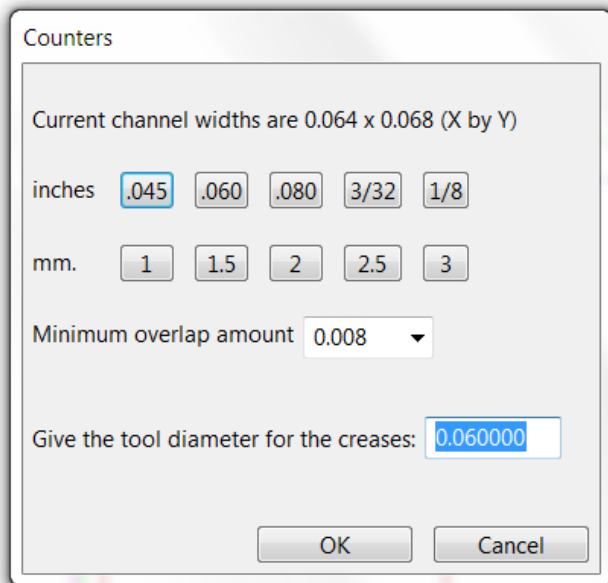 Counters
Current channel widths are 0.064 x 0.068 (X by Y)
inches .045 .060 .080 3/32 1/8
mm. 1 1.5 2 2.5 3
Minimum overlap amount 0.008
Give the tool diameter for the creases: 0.060000
OK Cancel